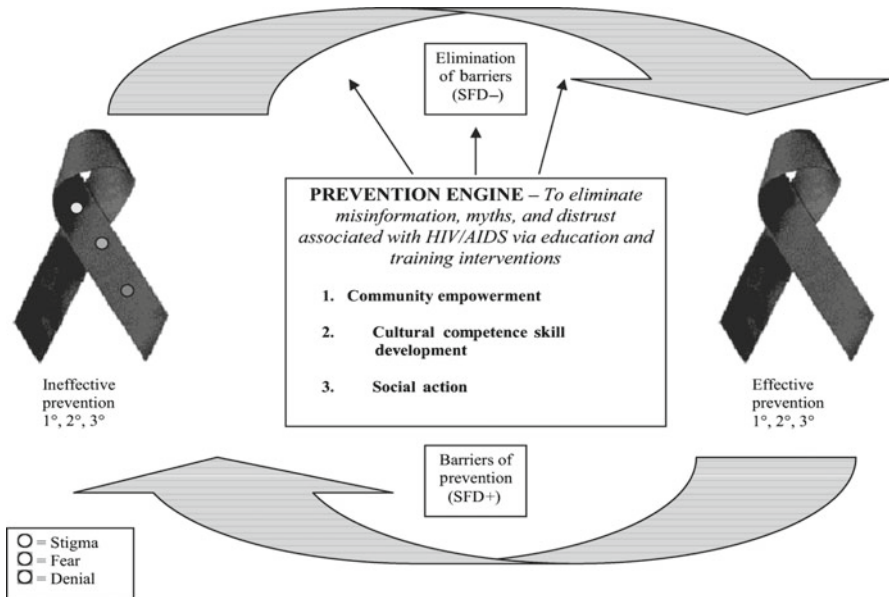 Elimination
of barriers
(SFD–)
PREVENTION ENGINE – To eliminate
misinformation, myths, and distrust
associated with HIV/AIDS via education and
training interventions
1. Community empowerment
2. Cultural competence skill
development
3. Social action
Ineffective
prevention
1°, 2°, 3°
Effective
prevention
1°, 2°, 3°
Barriers of
prevention
(SFD+)
= Stigma
= Fear
= Denial